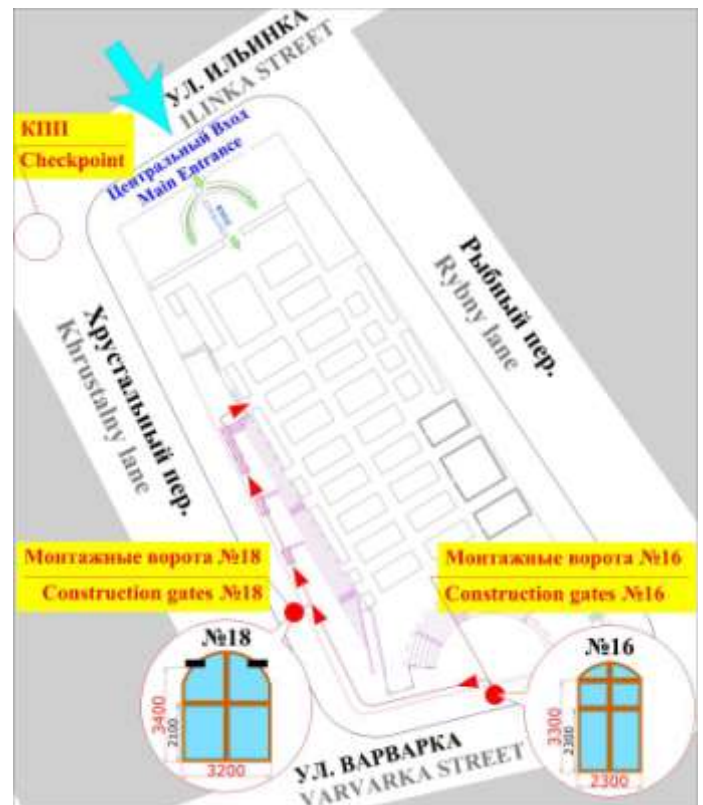 УЛ. ИЛЬИНКА
ILINKA STREET
КПП
Checkpoint
Центральный Вход
Main Entrance
Рыбный пер.
Rybny lane
Хрустальный пер.
Khrustalny lane
Монтажные ворота №18
Construction gates №18
Монтажные ворота №16
Construction gates №16
№18
3400
2100
3200
№16
3300
2300
2300
УЛ. ВАРВАРКА
VARVARKA STREET